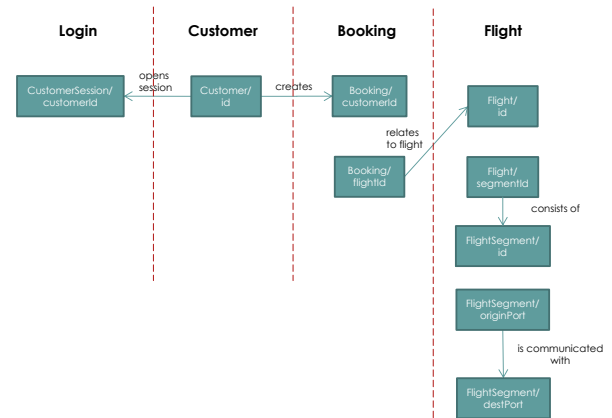 Login
Customer
Booking
Flight
CustomerSession/
customerId
opens
session
Customer/
id
creates
Booking/
customerId
Flight/
id
relates
to flight
Booking/
flightId
Flight/
segmentId
consists of
FlightSegment/
id
FlightSegment/
originPort
is communicated
with
FlightSegment/
destPort